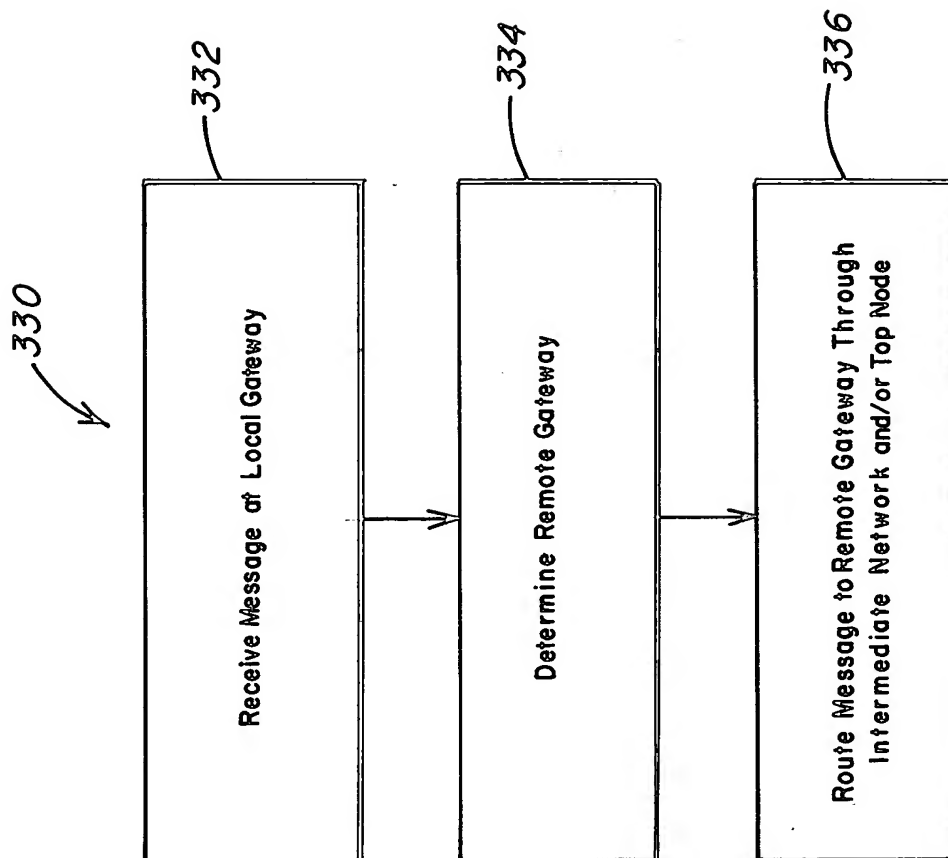 330
332
Receive Message at Local Gateway
334
Determine Remote Gateway
336
Route Message to Remote Gateway Through
Intermediate Network and/or Top Node